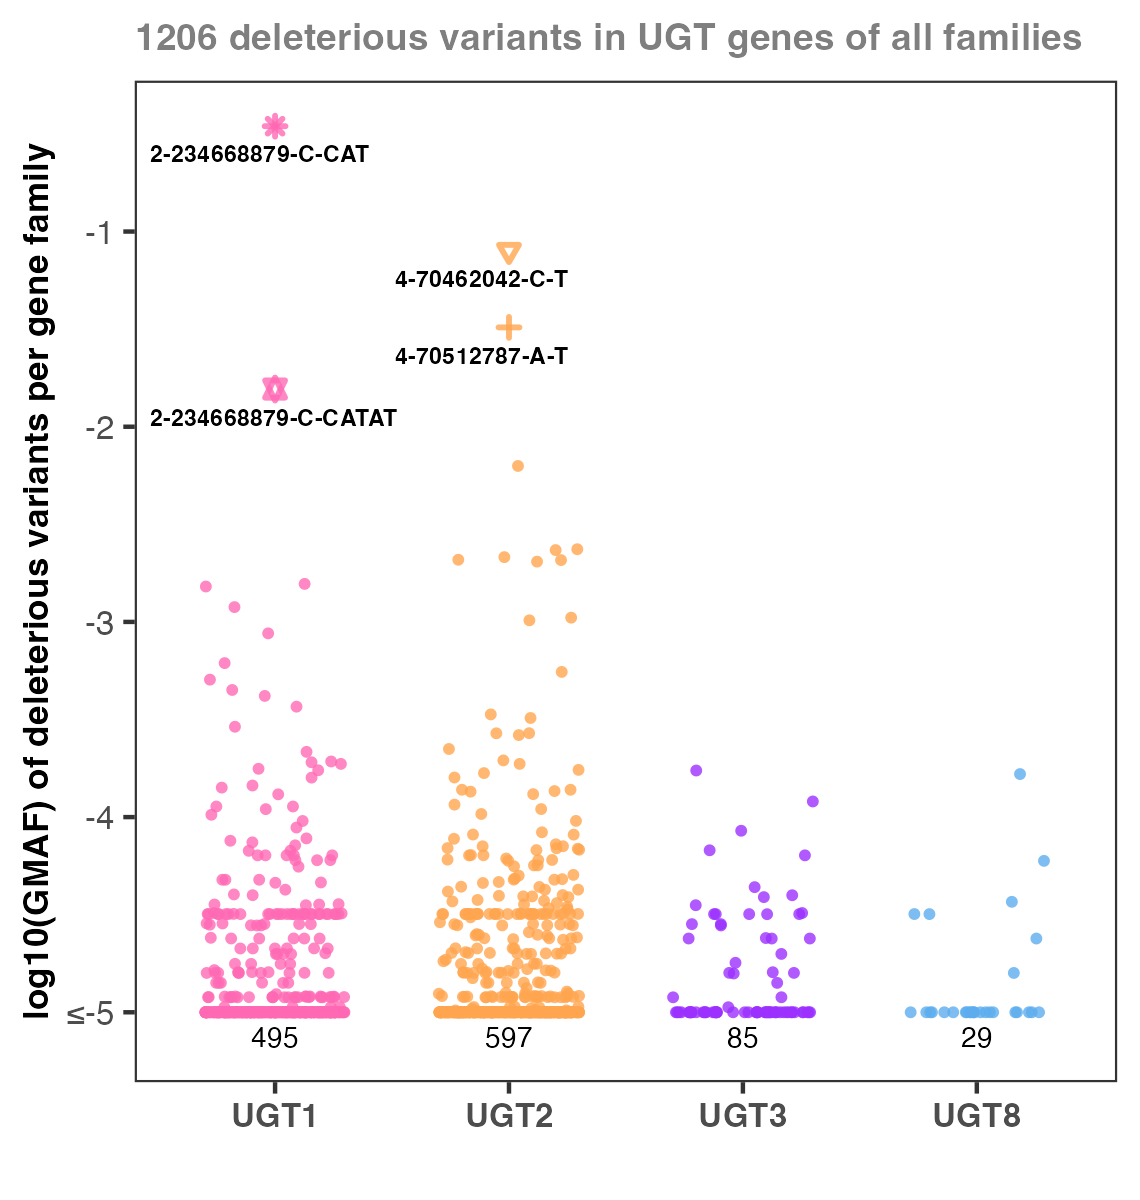 1206 deleterious variants in UGT genes of all families
log10(GMAF) of deleterious variants per gene family
2-234668879-C-CAT
-1
4-70462042-C-T
4-70512787-A-T
2-234668879-C-CATAT
-2
-3
-4
≤-5
495
597
85
29
UGT1
UGT2
UGT3
UGT8